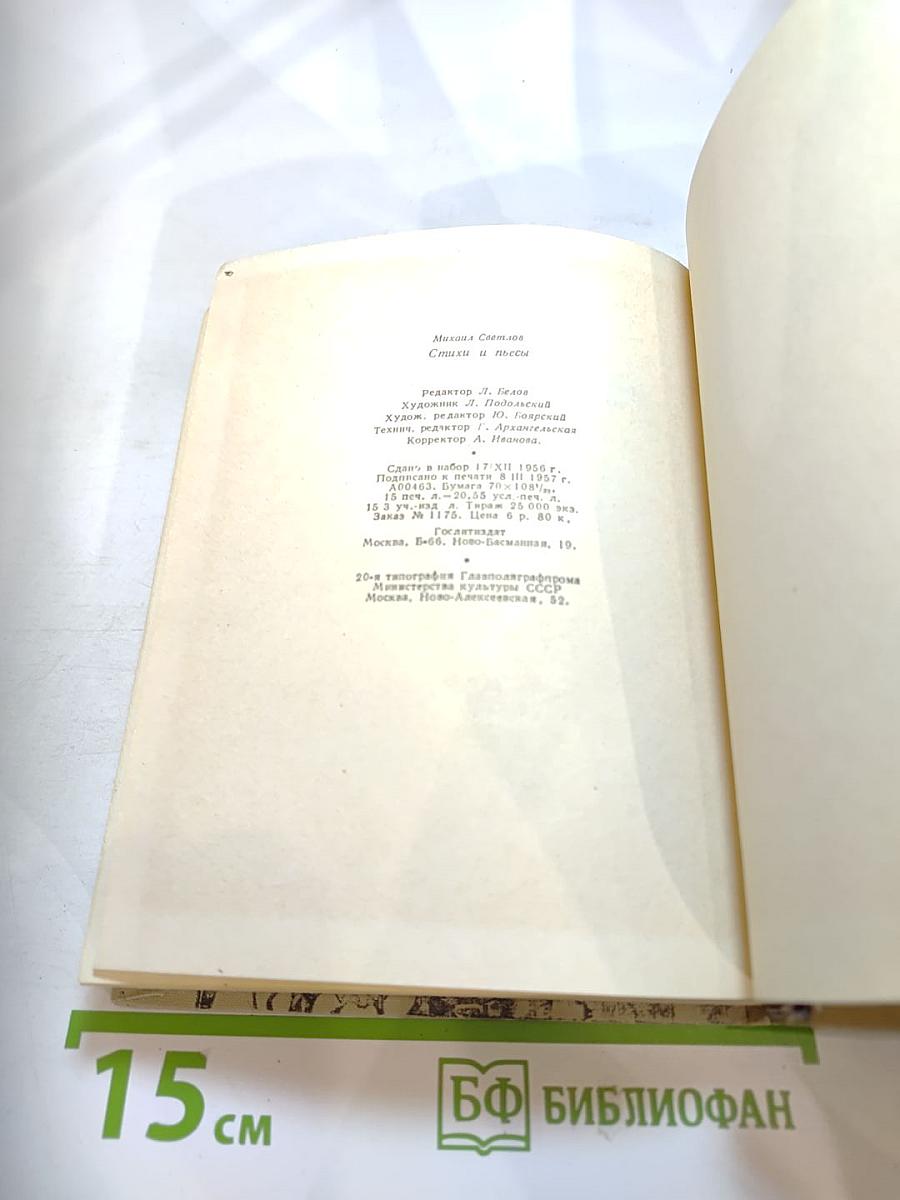 Михаил Светлов
Стихи и пьесы
Редактор Л. Белов
Художник Л. Подольский
Худож. редактор Ю. Боярский
Технич. редактор Г. Архангельская
Корректор А. Иванова.
*
Сдано в набор 17/XII 1956 г.
Подписано к печати 8 III 1957 г.
А00463. Бумага 70×108¹/₃₂.
15 печ. л.—20,55 усл.-печ. л.
15 3 уч.-изд л. Тираж 25 000 экз.
Заказ № 1175. Цена 6 р. 80 к.
Гослитиздат
Москва, Б-66. Ново-Басманная, 19.
*
20-я типография Главполиграфпрома
Министерства культуры СССР
Москва, Ново-Алексеевская, 52.
15 см
БФ БИБЛИОФАН